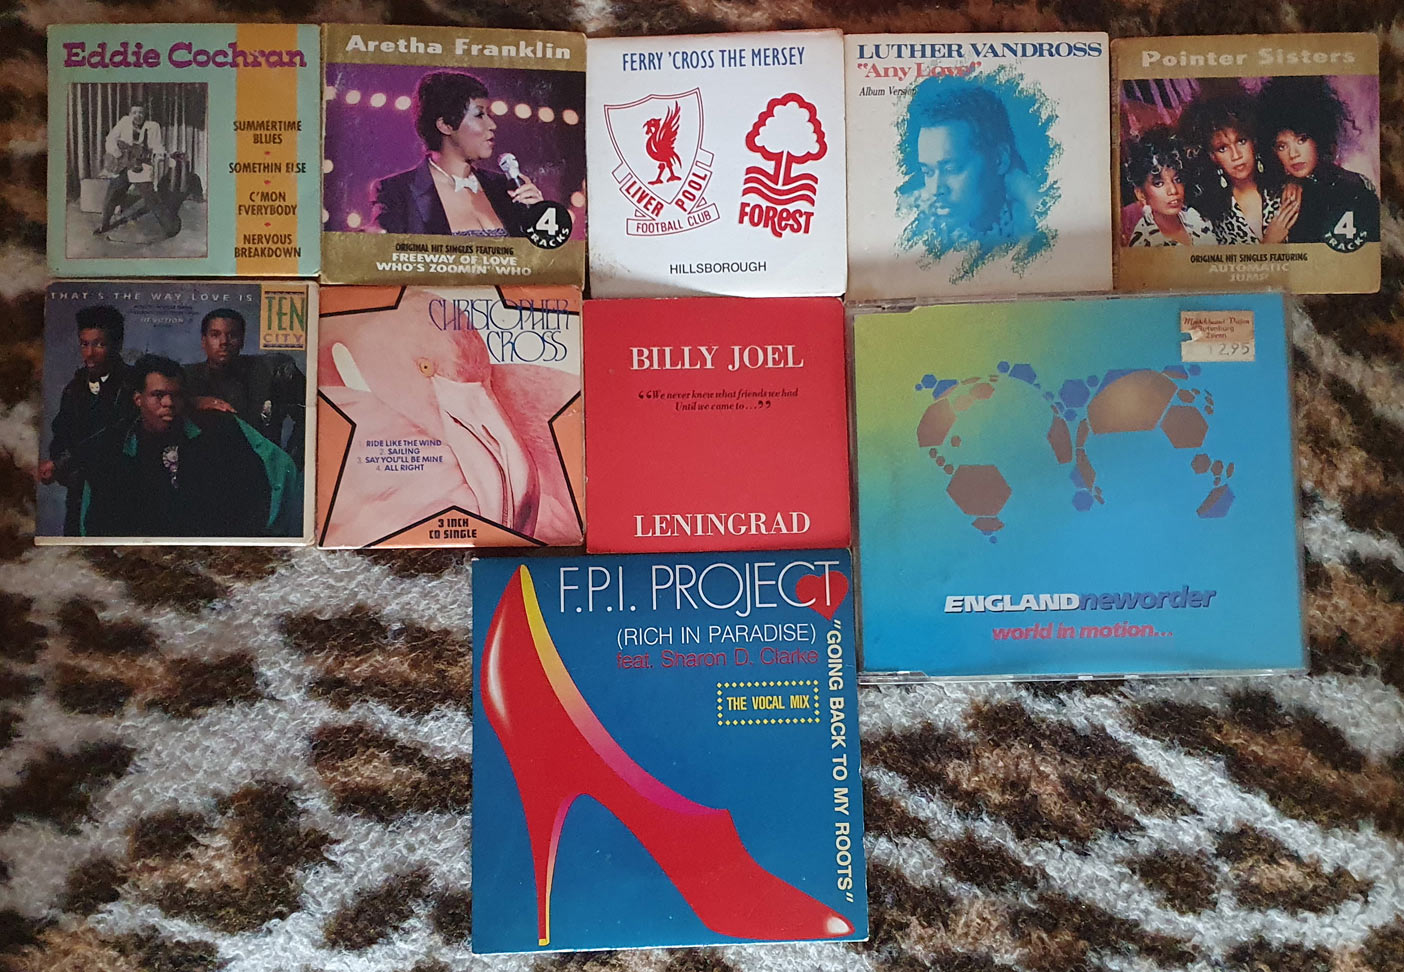 Eddie Cochran
SUMMERTIME
BLUES
SOMETHIN ELSE
C'MON
EVERYBODY
NERVOUS
BREAKDOWN
Aretha Franklin
4
TRACKS
ORIGINAL HIT SINGLES FEATURING
FREEWAY OF LOVE
WHO'S ZOOMIN' WHO
FERRY 'CROSS THE MERSEY
LIVERPOOL
FOOTBALL CLUB
FOREST
HILLSBOROUGH
LUTHER VANDROSS
"Any Love"
Album Version
Pointer Sisters
4
TRACKS
ORIGINAL HIT SINGLES FEATURING
AUTOMATIC
JUMP
THAT'S THE WAY LOVE IS
DEVOTION
TEN
CITY
CHRISTOPHER
CROSS
1. RIDE LIKE THE WIND
2. SAILING
3. SAY YOU'LL BE MINE
4. ALL RIGHT
3 INCH
CD SINGLE
BILLY JOEL
"We never knew what friends we had
Until we came to..."
LENINGRAD
12,95
ENGLANDneworder
world in motion...
F.P.I. PROJECT
(RICH IN PARADISE)
feat. Sharon D. Clarke
THE VOCAL MIX
"GOING BACK TO MY ROOTS"